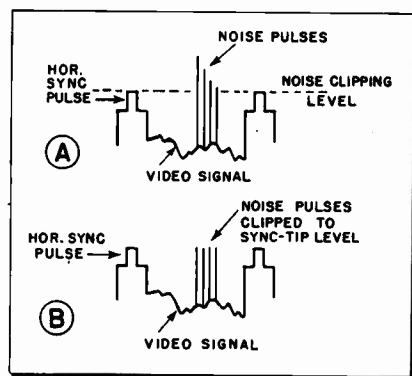 NOISE PULSES
HOR.
SYNC
PULSE
NOISE CLIPPING
LEVEL
A
VIDEO SIGNAL
NOISE PULSES
CLIPPED TO
SYNC-TIP LEVEL
HOR. SYNC
PULSE
B
VIDEO SIGNAL